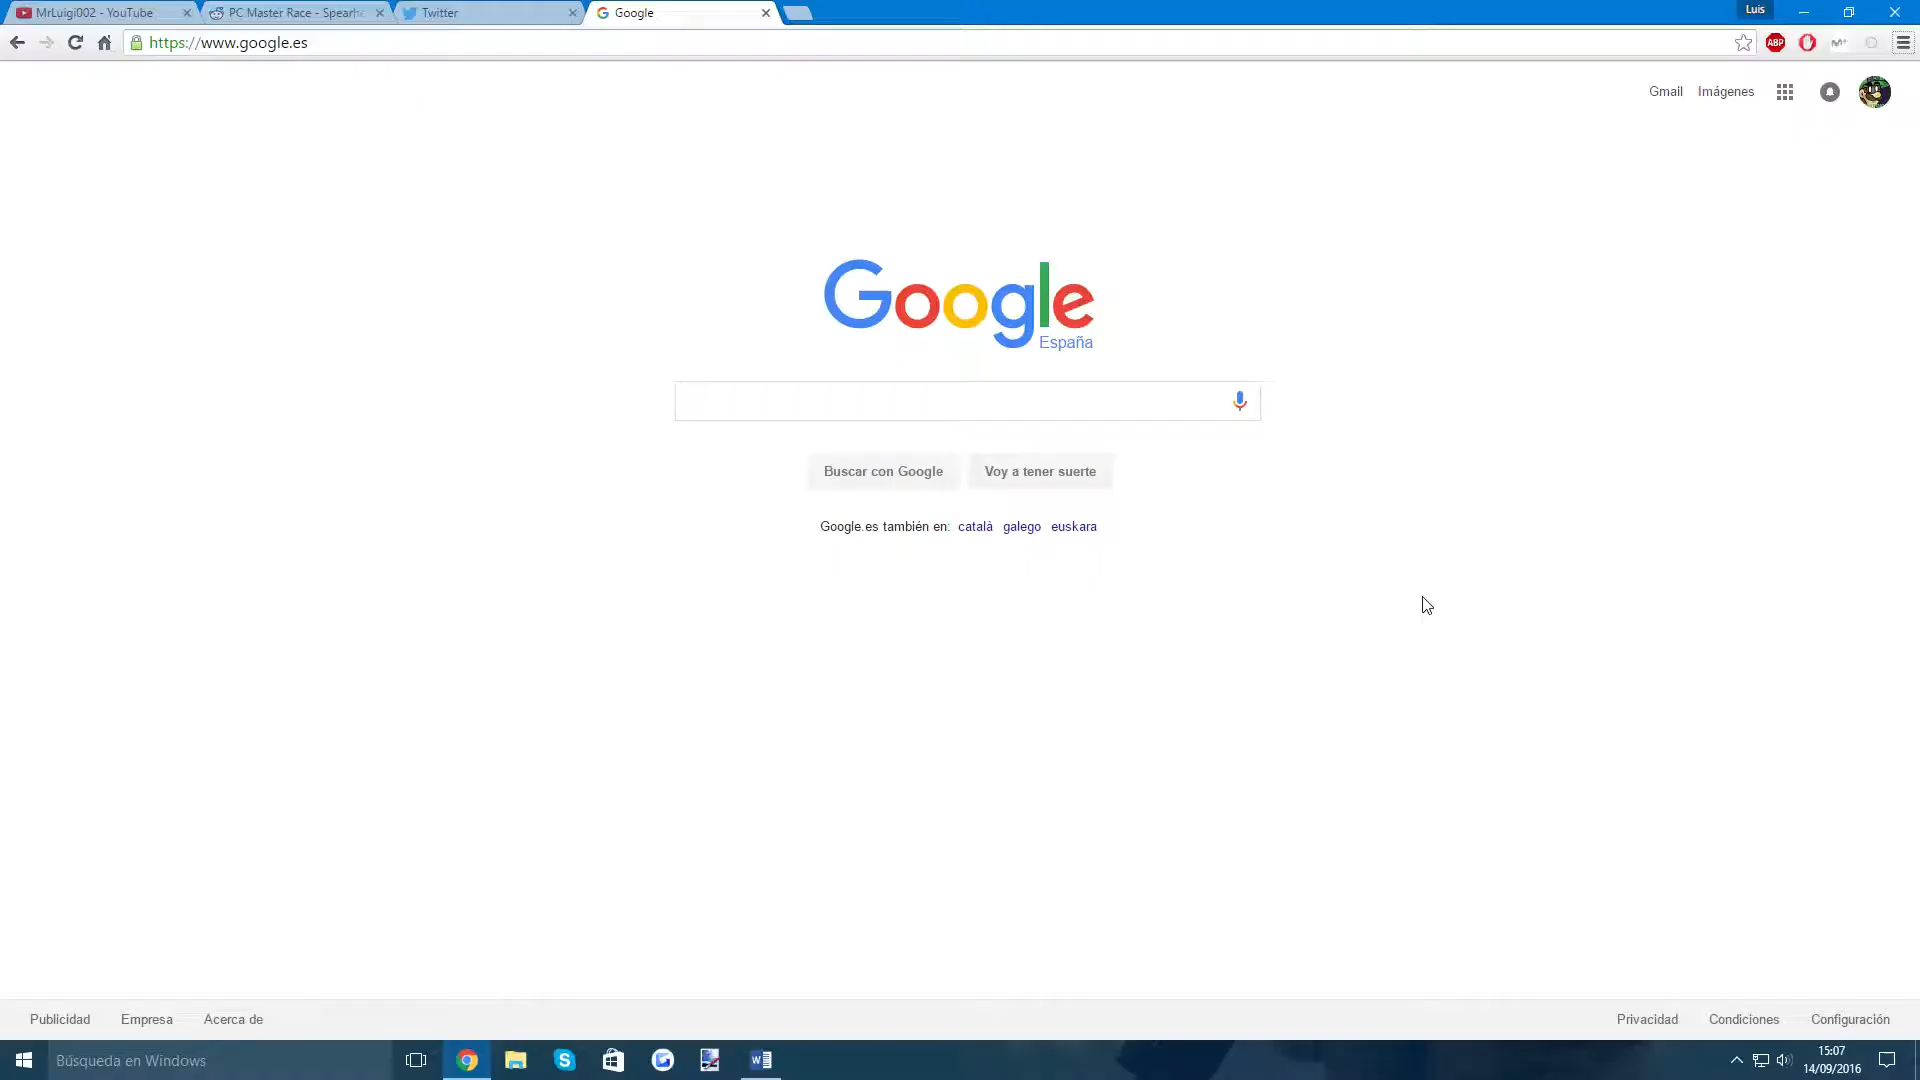 MrLuigi002 - YouTube
PC Master Race - Spearh
Twitter
Google
Luis
https://www.google.es
ABP
Gmail
Imágenes
Google
España
Buscar con Google
Voy a tener suerte
Google.es también en: català galego euskara
Publicidad
Empresa
Acerca de
Privacidad
Condiciones
Configuración
Búsqueda en Windows
15:07
14/09/2016